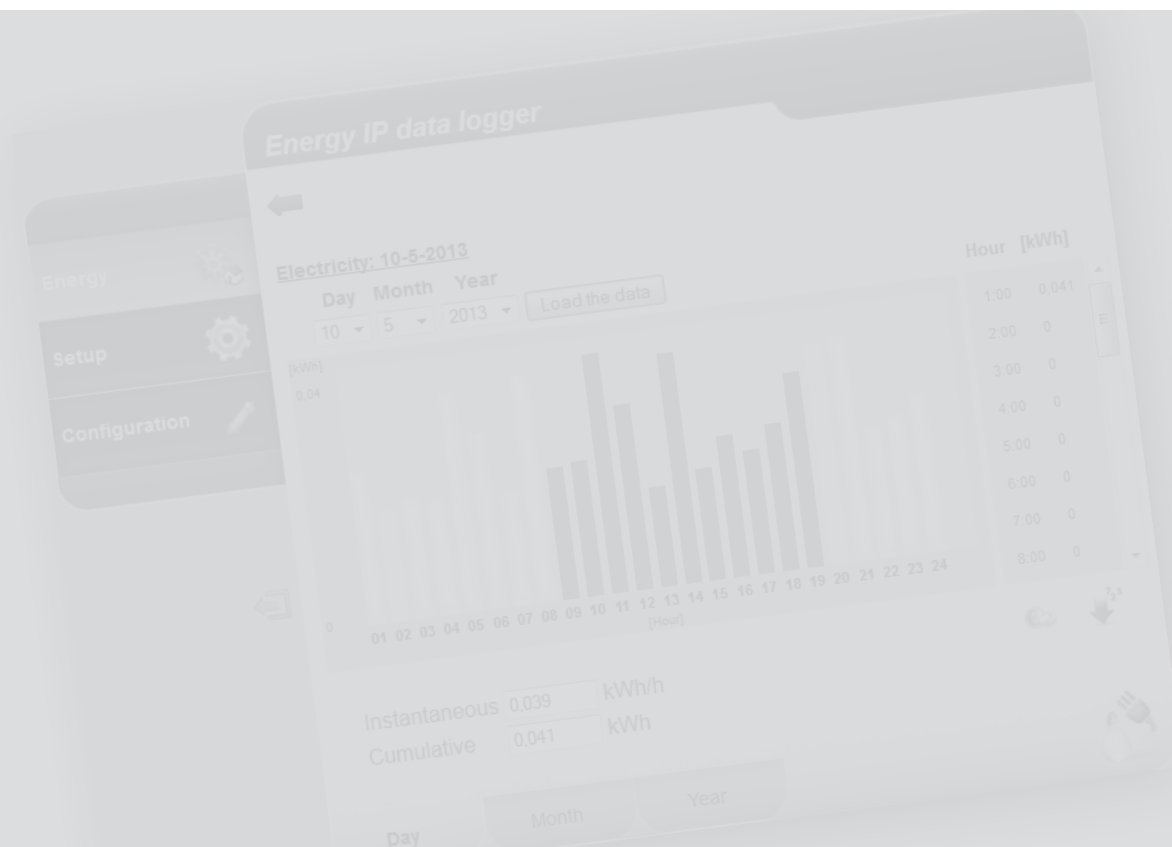 Energy IP data logger
Energy
Setup
Configuration
Electricity: 10-5-2013
Day Month Year
10 5 2013 Load the data
Hour [kWh]
1:00 0,041
2:00 0
3:00 0
4:00 0
5:00 0
6:00 0
7:00 0
8:00 0
[kWh]
0,04
0
01 02 03 04 05 06 07 08 09 10 11 12 13 14 15 16 17 18 19 20 21 22 23 24
[Hour]
Instantaneous 0,039 kWh/h
Cumulative 0,041 kWh
Day Month Year